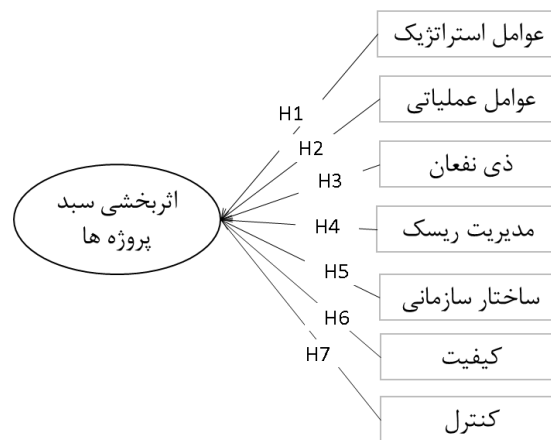 عوامل استراتژیک
H1
عوامل عملیاتی
H2
ذی نفعان
H3
اثربخشی سبد
پروژه ها
مدیریت ریسک
H4
ساختار سازمانی
H5
کیفیت
H6
کنترل
H7